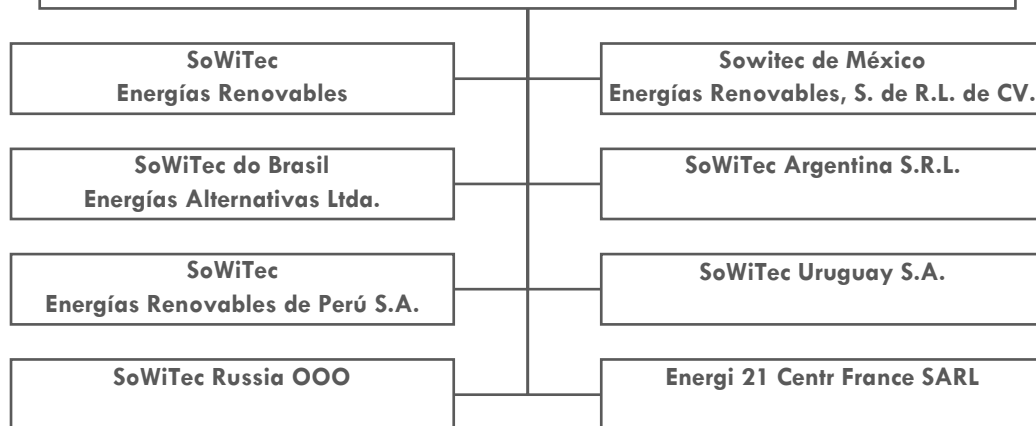 SoWiTec
Energías Renovables
Sowitec de México
Energías Renovables, S. de R.L. de CV.
SoWiTec do Brasil
Energías Alternativas Ltda.
SoWiTec Argentina S.R.L.
SoWiTec
Energías Renovables de Perú S.A.
SoWiTec Uruguay S.A.
SoWiTec Russia OOO
Energi 21 Centr France SARL